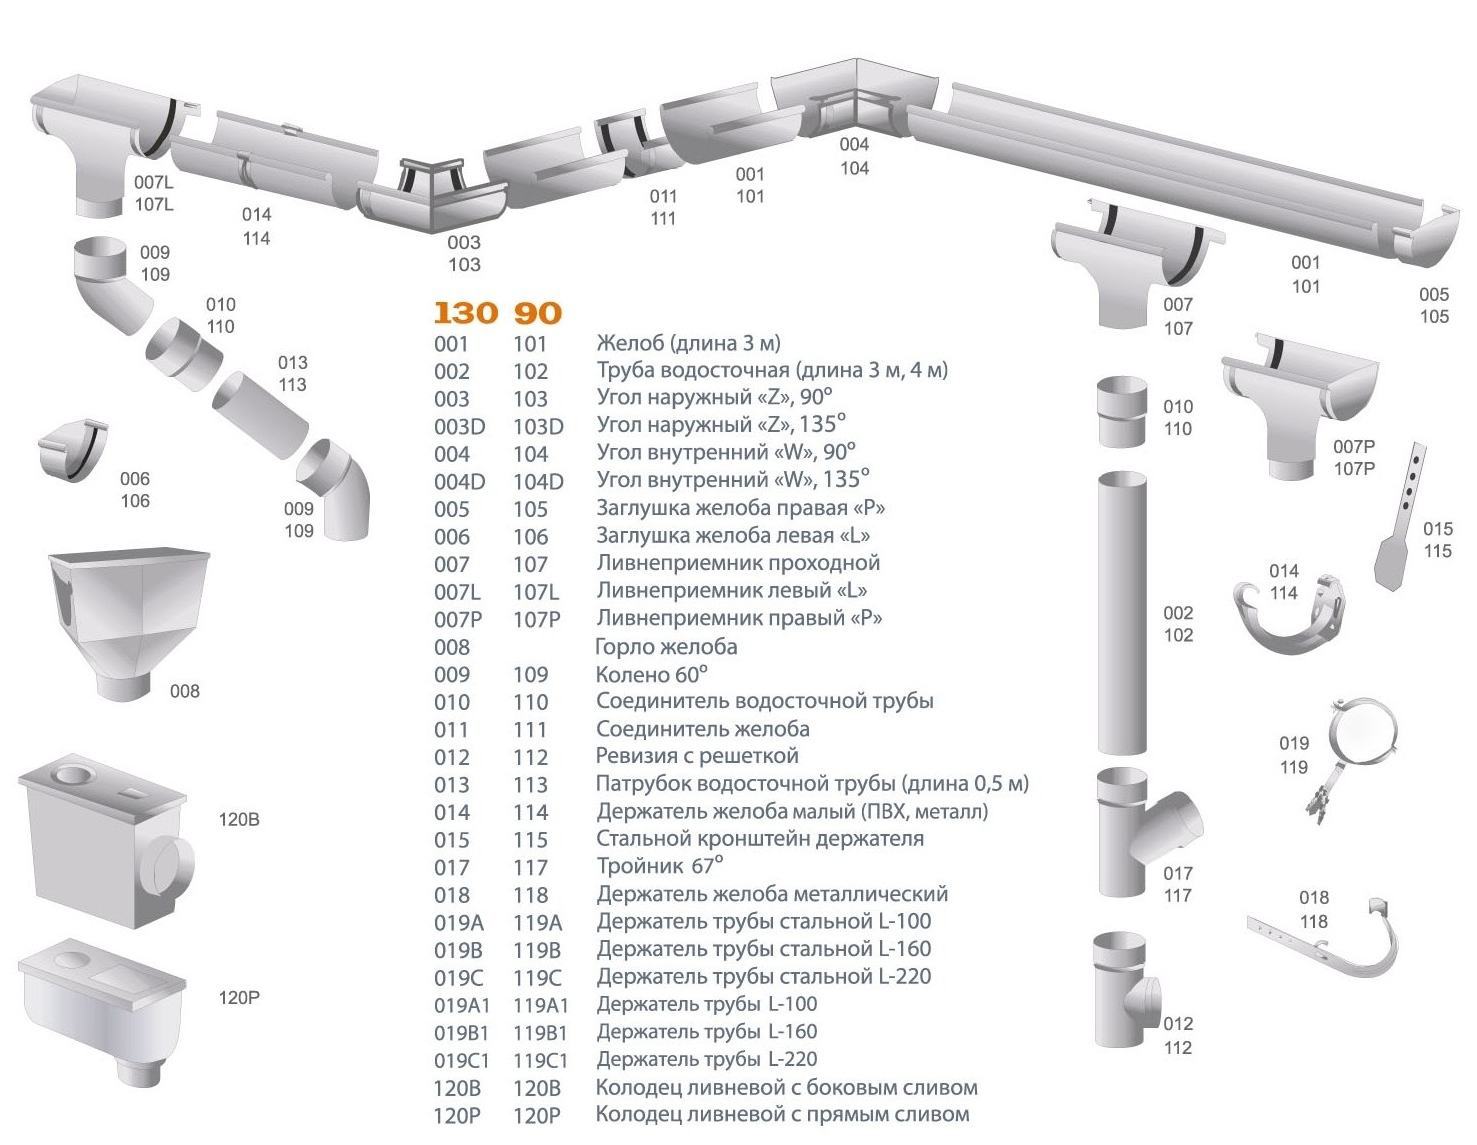 004
104
001
101
007L
107L
011
111
014
114
003
103
009
109
001
101
005
105
007
107
010
110
013
113
130 90
001 101 Желоб (длина 3 м)
002 102 Труба водосточная (длина 3 м, 4 м)
003 103 Угол наружный «Z», 90°
003D 103D Угол наружный «Z», 135°
004 104 Угол внутренний «W», 90°
004D 104D Угол внутренний «W», 135°
005 105 Заглушка желоба правая «P»
006 106 Заглушка желоба левая «L»
007 107 Ливнеприемник проходной
007L 107L Ливнеприемник левый «L»
007P 107P Ливнеприемник правый «P»
008 Горло желоба
009 109 Колено 60°
010 110 Соединитель водосточной трубы
011 111 Соединитель желоба
012 112 Ревизия с решеткой
013 113 Патрубок водосточной трубы (длина 0,5 м)
014 114 Держатель желоба малый (ПВХ, металл)
015 115 Стальной кронштейн держателя
017 117 Тройник 67°
018 118 Держатель желоба металлический
019A 119A Держатель трубы стальной L-100
019B 119B Держатель трубы стальной L-160
019C 119C Держатель трубы стальной L-220
019A1 119A1 Держатель трубы L-100
019B1 119B1 Держатель трубы L-160
019C1 119C1 Держатель трубы L-220
120B 120B Колодец ливневой с боковым сливом
120P 120P Колодец ливневой с прямым сливом
006
106
009
109
008
120B
120P
010
110
007P
107P
015
115
014
114
002
102
019
119
017
117
018
118
012
112